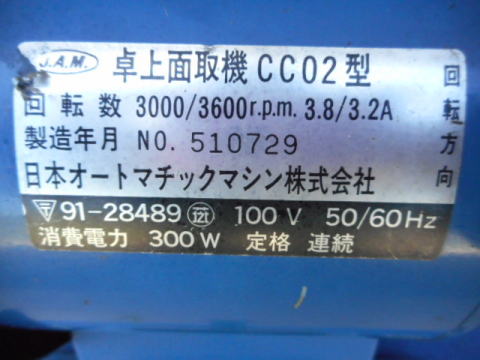 J.A.M. 卓上面取機 CC02型
回転数 3000/3600r.p.m. 3.8/3.2A
製造年月 NO. 510729
日本オートマチックマシン株式会社
回転方向
〒 91-28489 121 100V 50/60Hz
消費電力 300W 定格 連続